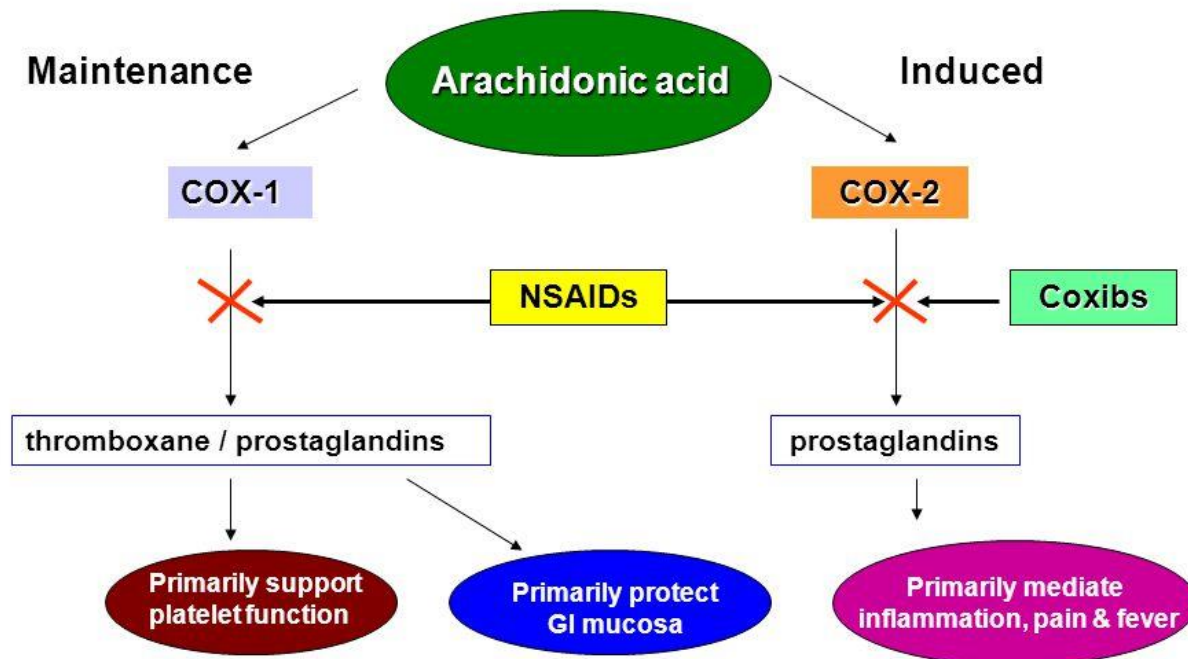 Maintenance
Arachidonic acid
Induced
COX-1
COX-2
NSAIDs
Coxibs
thromboxane / prostaglandins
prostaglandins
Primarily support
platelet function
Primarily protect
GI mucosa
Primarily mediate
inflammation, pain & fever